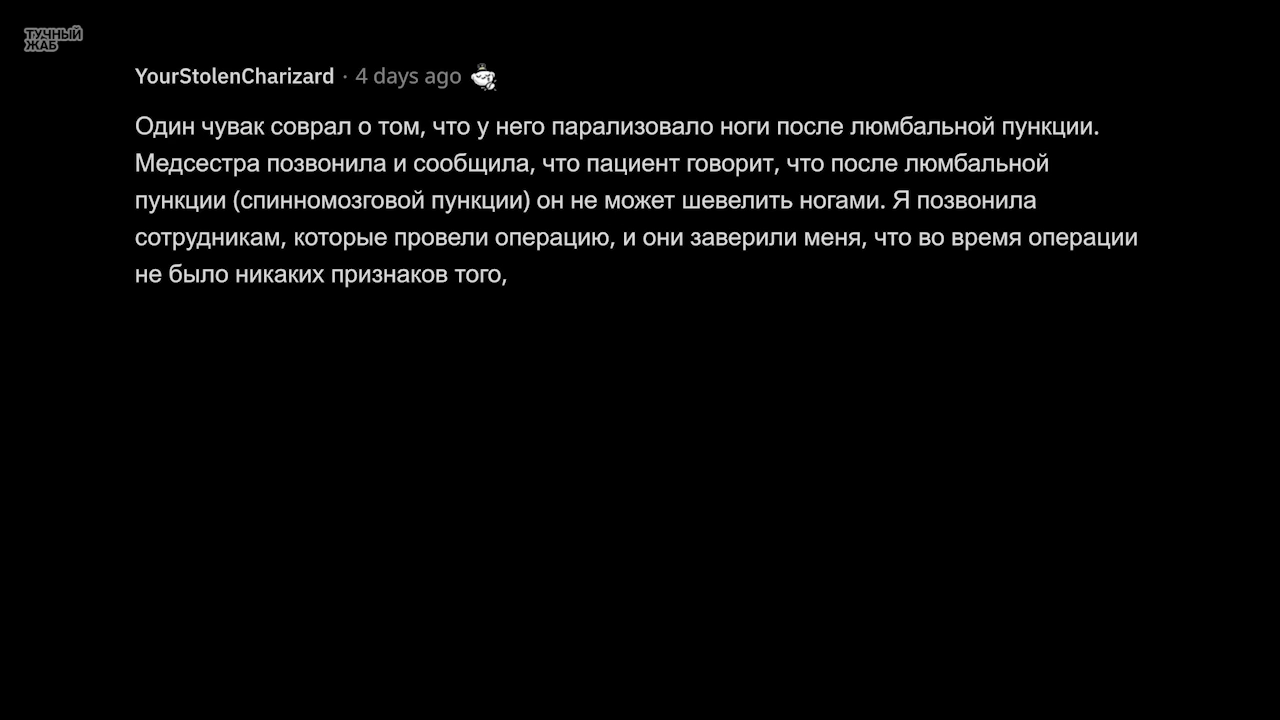 ТУЧНЫЙ
ЖАБ
YourStolenCharizard · 4 days ago
Один чувак соврал о том, что у него парализовало ноги после люмбальной пункции.
Медсестра позвонила и сообщила, что пациент говорит, что после люмбальной
пункции (спинномозговой пункции) он не может шевелить ногами. Я позвонила
сотрудникам, которые провели операцию, и они заверили меня, что во время операции
не было никаких признаков того,